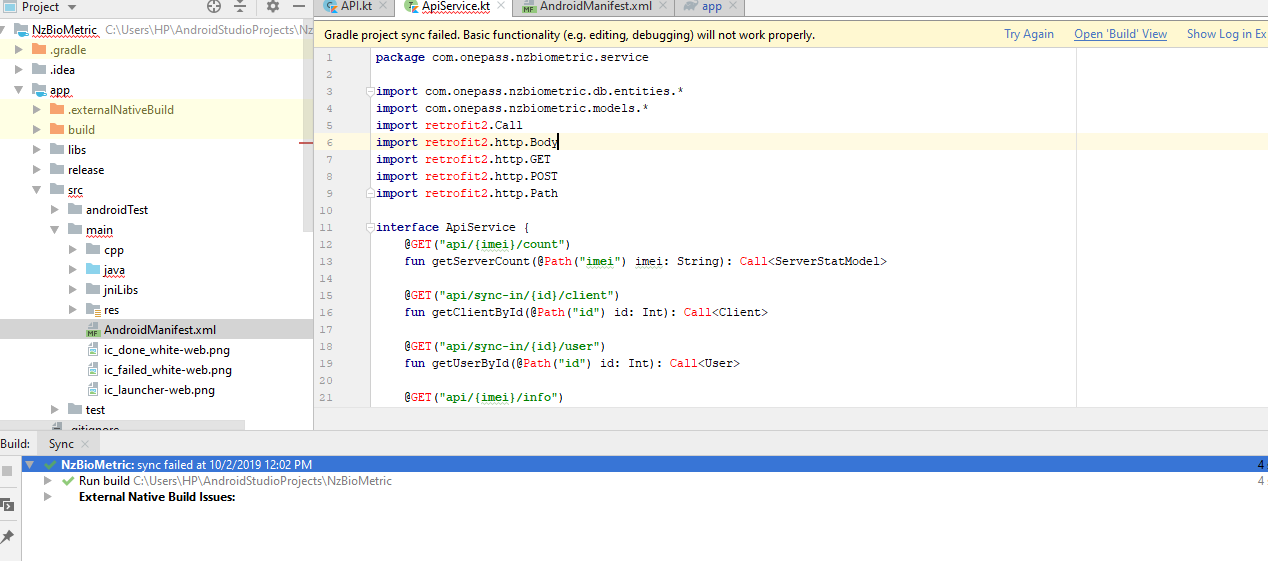 Project
API.kt
ApiService.kt
AndroidManifest.xml
app
NzBioMetric C:\Users\HP\AndroidStudioProjects\Nz
.gradle
.idea
app
.externalNativeBuild
build
libs
release
src
androidTest
main
cpp
java
jniLibs
res
AndroidManifest.xml
ic_done_white-web.png
ic_failed_white-web.png
ic_launcher-web.png
test
.gitignore
Gradle project sync failed. Basic functionality (e.g. editing, debugging) will not work properly.
Try Again
Open 'Build' View
Show Log in Ex
1 package com.onepass.nzbiometric.service
2
3 import com.onepass.nzbiometric.db.entities.*
4 import com.onepass.nzbiometric.models.*
5 import retrofit2.Call
6 import retrofit2.http.Body
7 import retrofit2.http.GET
8 import retrofit2.http.POST
9 import retrofit2.http.Path
10
11 interface ApiService {
12 @GET("api/{imei}/count")
13 fun getServerCount(@Path("imei") imei: String): Call<ServerStatModel>
14
15 @GET("api/sync-in/{id}/client")
16 fun getClientById(@Path("id") id: Int): Call<Client>
17
18 @GET("api/sync-in/{id}/user")
19 fun getUserById(@Path("id") id: Int): Call<User>
20
21 @GET("api/{imei}/info")
Build: Sync
NzBioMetric: sync failed at 10/2/2019 12:02 PM 4
Run build C:\Users\HP\AndroidStudioProjects\NzBioMetric 4
External Native Build Issues: